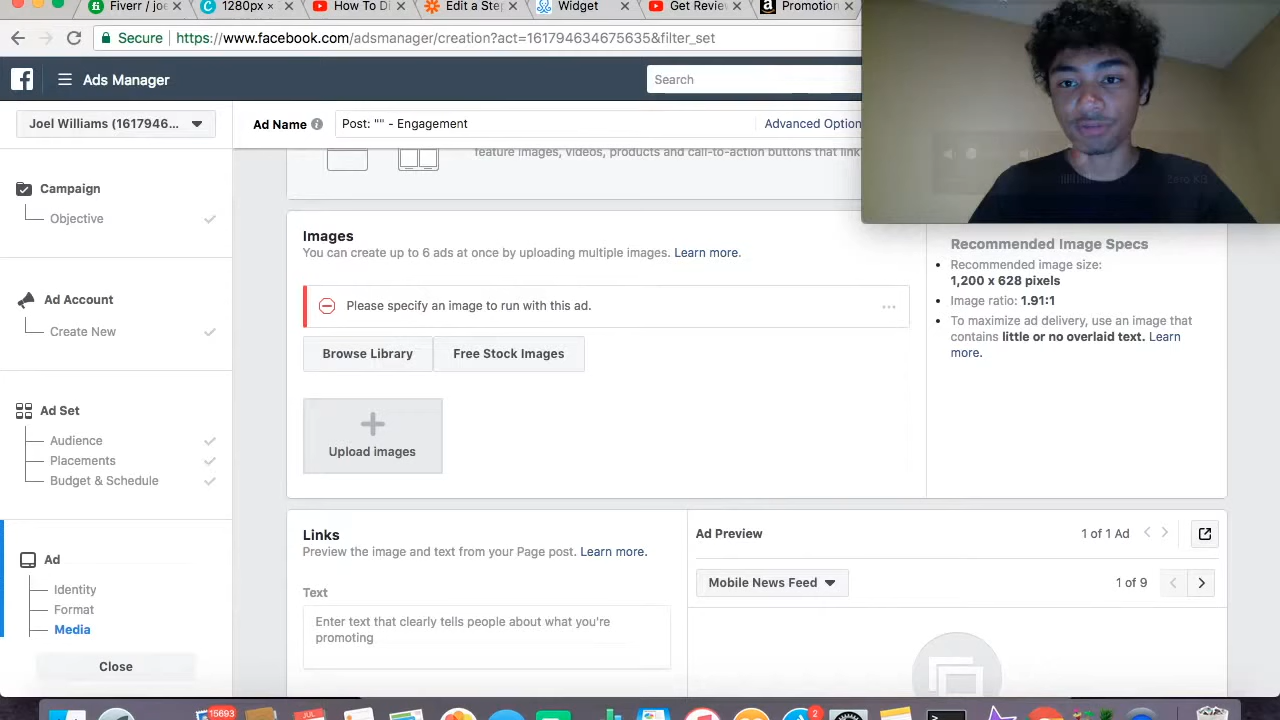 Fiverr / joe
1280px ×
How To Di
Edit a Ste
Widget
Get Revie
Promotion
Secure
https://www.facebook.com/adsmanager/creation?act=161794634675635&filter_set
Ads Manager
Search
Joel Williams (1617946...
Ad Name
Post: "" - Engagement
Advanced Option
feature images, videos, products and call-to-action buttons that link
Campaign
Objective
Ad Account
Create New
Ad Set
Audience
Placements
Budget & Schedule
Ad
Identity
Format
Media
Close
Images
You can create up to 6 ads at once by uploading multiple images. Learn more.
Please specify an image to run with this ad.
Browse Library
Free Stock Images
Upload images
Recommended Image Specs
Recommended image size:
1,200 x 628 pixels
Image ratio: 1.91:1
To maximize ad delivery, use an image that
contains little or no overlaid text. Learn
more.
Links
Preview the image and text from your Page post. Learn more.
Text
Enter text that clearly tells people about what you're
promoting
Ad Preview
1 of 1 Ad
Mobile News Feed
1 of 9
Zero K3
15693
JUL
2